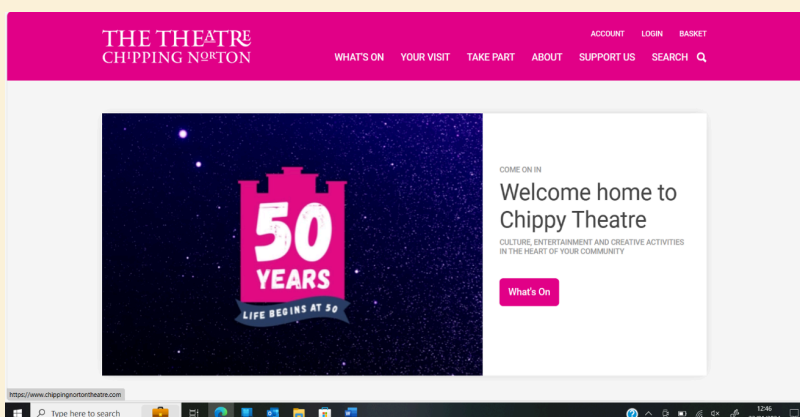 THE THEATRE
CHIPPING NORTON
ACCOUNT LOGIN BASKET
WHAT'S ON YOUR VISIT TAKE PART ABOUT SUPPORT US SEARCH
50
YEARS
LIFE BEGINS AT 50
COME ON IN
Welcome home to
Chippy Theatre
CULTURE, ENTERTAINMENT AND CREATIVE ACTIVITIES
IN THE HEART OF YOUR COMMUNITY
What's On
https://www.chippingnortontheatre.com
Type here to search
12:46